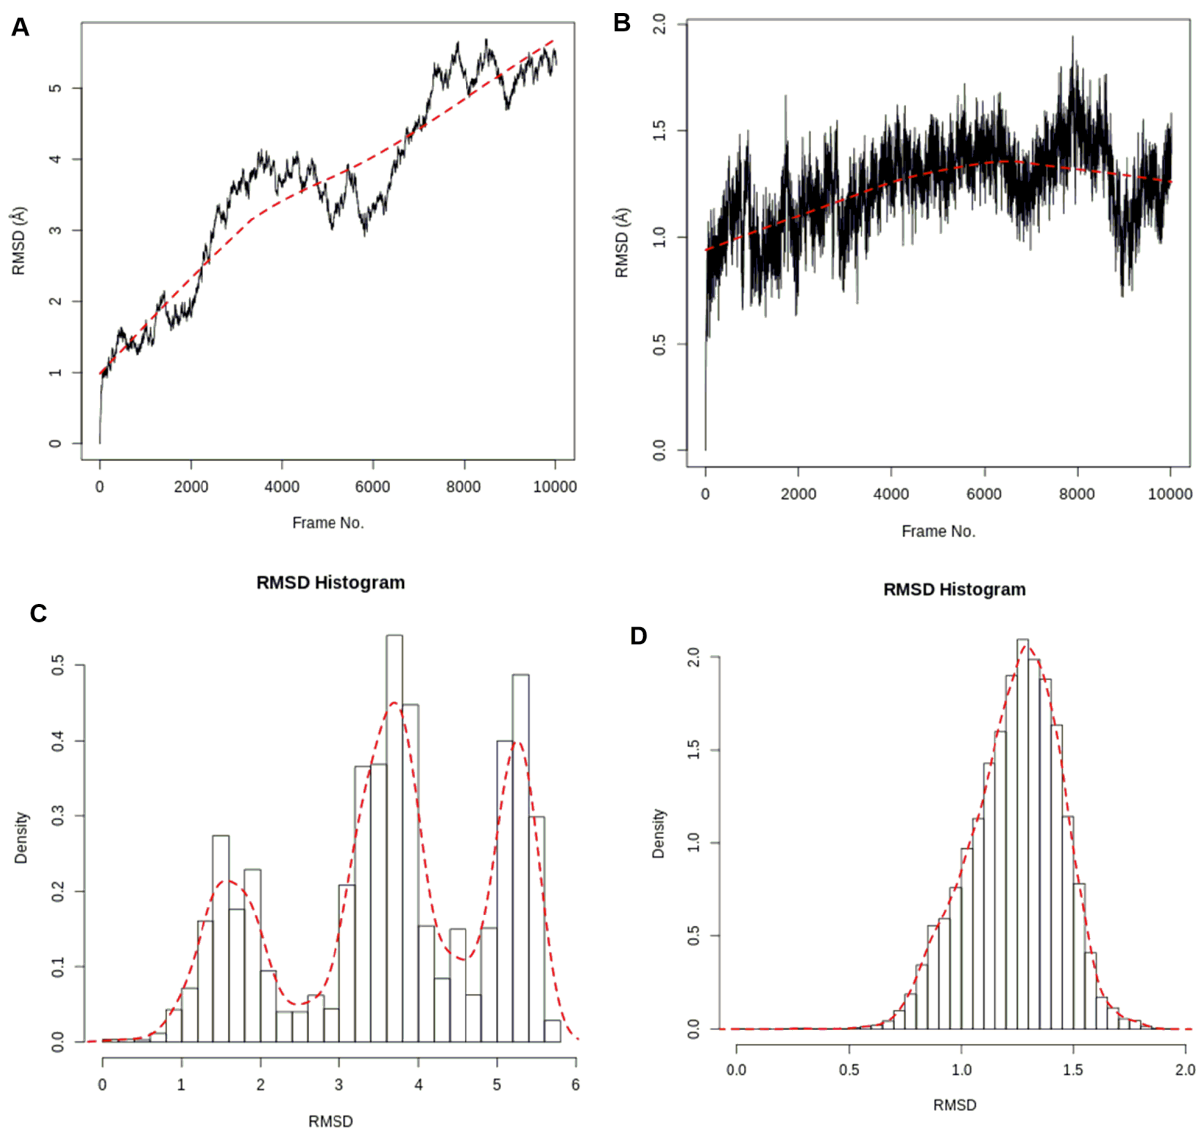 A
RMSD (Å)
0
1
2
3
4
5
0 2000 4000 6000 8000 10000
Frame No.
B
RMSD (Å)
0.0
0.5
1.0
1.5
2.0
0 2000 4000 6000 8000 10000
Frame No.
RMSD Histogram
C
Density
0.0
0.1
0.2
0.3
0.4
0.5
0 1 2 3 4 5 6
RMSD
RMSD Histogram
D
Density
0.0
0.5
1.0
1.5
2.0
0.0 0.5 1.0 1.5 2.0
RMSD